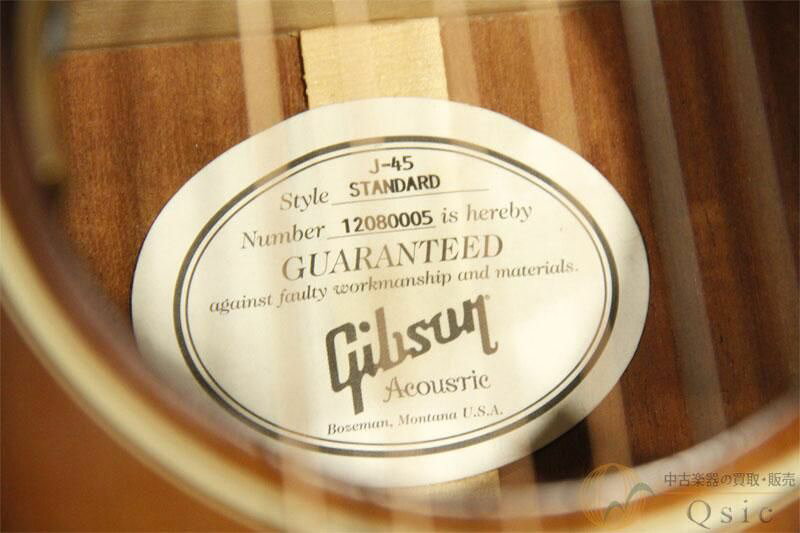 J-45
Style STANDARD
Number 12080005 is hereby
GUARANTEED
against faulty workmanship and materials.
Gibson
Acoustic
Bozeman, Montana U.S.A.
中古楽器の買取・販売
Qsic